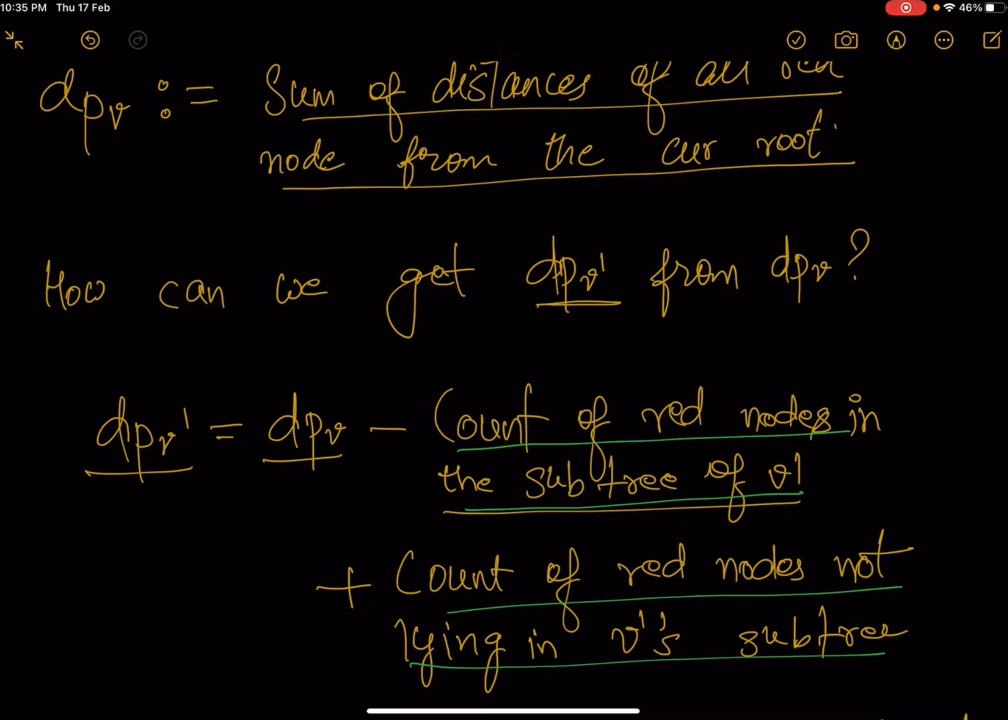 10:35 PM Thu 17 Feb 46%
dpv := Sum of distances of all
node from the cur root.
How can we get dpv' from dpv?
dpv' = dpv - Count of red nodes in
the subtree of v'
+ Count of red nodes not
lying in v''s subtree